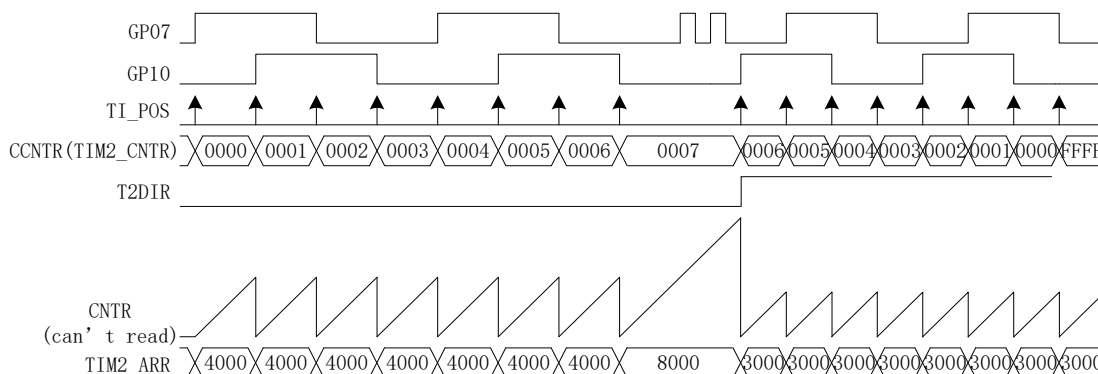 GP07
GP10
TI_POS
CCNTR(TIM2_CNTR) 0000 0001 0002 0003 0004 0005 0006 0007 0006 0005 0004 0003 0002 0001 0000 FFFF
T2DIR
CNTR
(can't read)
TIM2 ARR 4000 4000 4000 4000 4000 4000 4000 8000 3000 3000 3000 3000 3000 3000 3000 3000